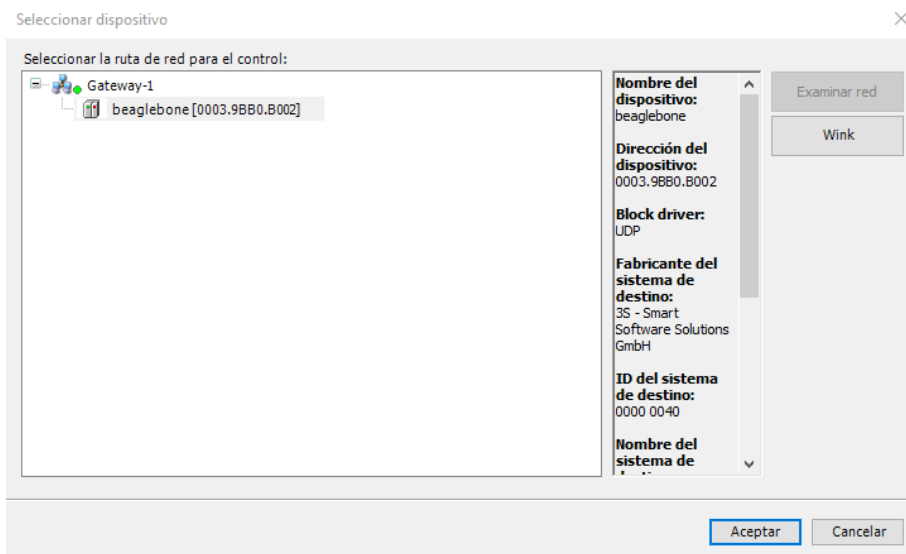 Seleccionar dispositivo
Seleccionar la ruta de red para el control:
Gateway-1
beaglebone [0003.9BB0.B002]
Nombre del
dispositivo:
beaglebone
Dirección del
dispositivo:
0003.9BB0.B002
Block driver:
UDP
Fabricante del
sistema de
destino:
3S - Smart
Software Solutions
GmbH
ID del sistema
de destino:
0000 0040
Nombre del
sistema de
Examinar red
Wink
Aceptar
Cancelar